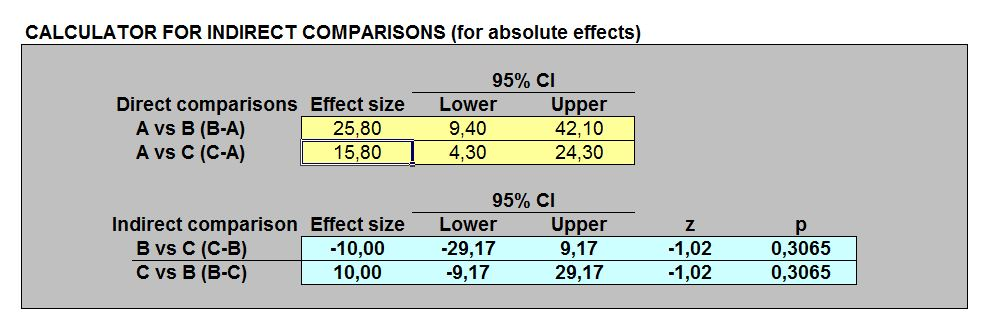 CALCULATOR FOR INDIRECT COMPARISONS (for absolute effects)
95% CI
Direct comparisons Effect size Lower Upper
A vs B (B-A) 25,80 9,40 42,10
A vs C (C-A) 15,80 4,30 24,30
95% CI
Indirect comparison Effect size Lower Upper z p
B vs C (C-B) -10,00 -29,17 9,17 -1,02 0,3065
C vs B (B-C) 10,00 -9,17 29,17 -1,02 0,3065